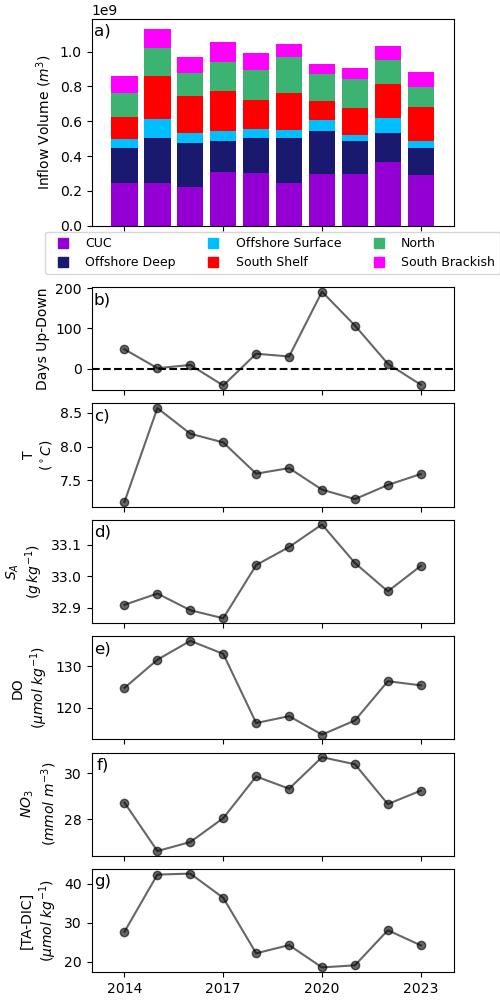 1e9
a)
Inflow Volume (m³)
1.0
0.8
0.6
0.4
0.2
0.0
CUC
Offshore Surface
North
Offshore Deep
South Shelf
South Brackish
b)
Days Up-Down
200
100
0
c)
T
(°C)
8.5
8.0
7.5
d)
S_A
(g kg⁻¹)
33.1
33.0
32.9
e)
DO
(μmol kg⁻¹)
130
120
f)
NO₃
(mmol m⁻³)
30
28
g)
[TA-DIC]
(μmol kg⁻¹)
40
30
20
2014
2017
2020
2023